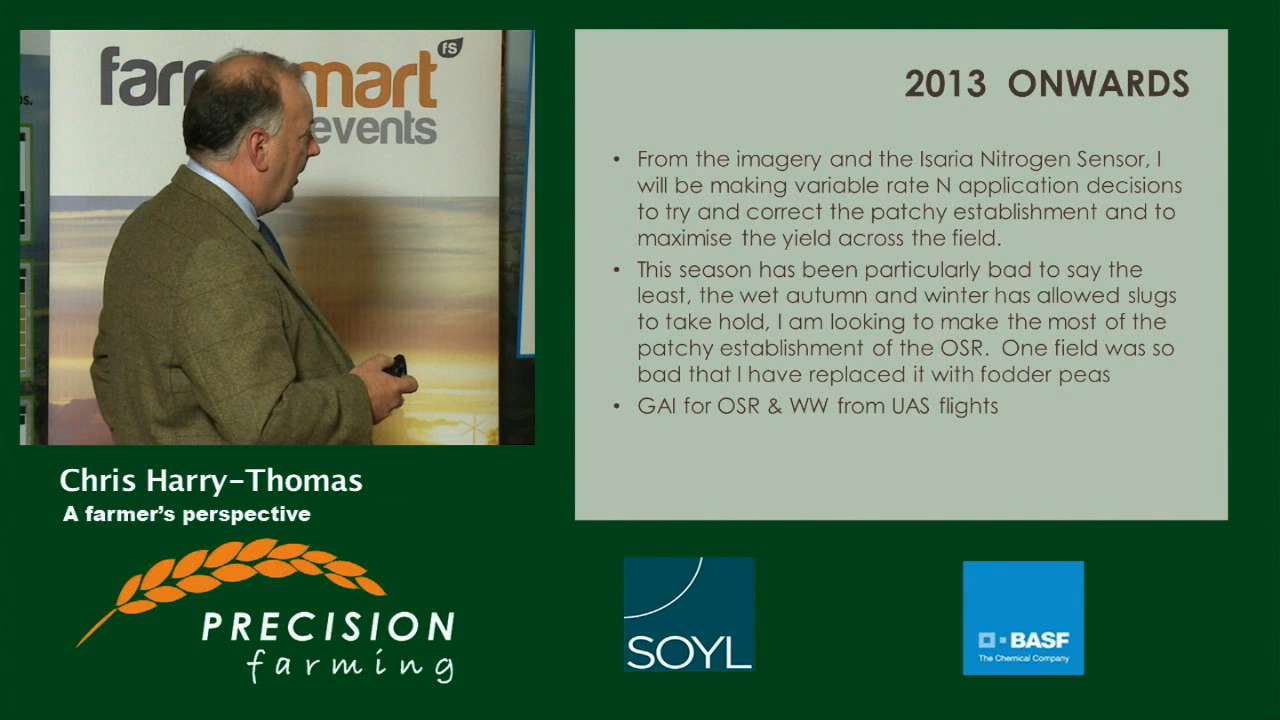 farm smart
fs
events
s.
2013 ONWARDS
• From the imagery and the Isaria Nitrogen Sensor, I
will be making variable rate N application decisions
to try and correct the patchy establishment and to
maximise the yield across the field.
• This season has been particularly bad to say the
least, the wet autumn and winter has allowed slugs
to take hold, I am looking to make the most of the
patchy establishment of the OSR. One field was so
bad that I have replaced it with fodder peas
• GAI for OSR & WW from UAS flights
Chris Harry-Thomas
A farmer's perspective
PRECISION
farming
SOYL
BASF
The Chemical Company